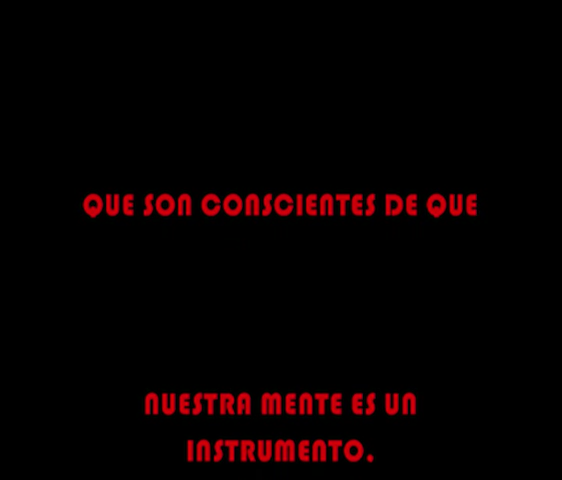 QUE SON CONSCIENTES DE QUE
NUESTRA MENTE ES UN
INSTRUMENTO.